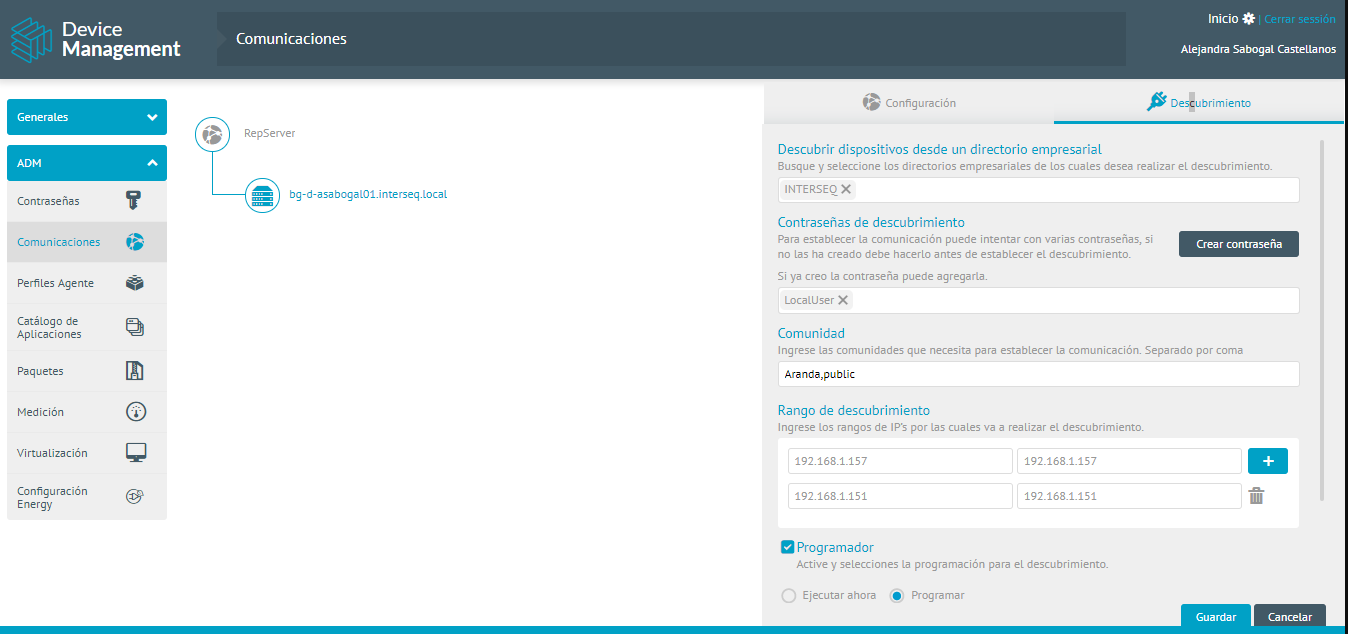 Device
Management
Comunicaciones
Inicio | Cerrar sesión
Alejandra Sabogal Castellanos
Generales
ADM
Contraseñas
Comunicaciones
Perfiles Agente
Catálogo de
Aplicaciones
Paquetes
Medición
Virtualización
Configuración
Energy
RepServer
bg-d-asabogal01.interseq.local
Configuración
Descubrimiento
Descubrir dispositivos desde un directorio empresarial
Busque y seleccione los directorios empresariales de los cuales desea realizar el descubrimiento.
INTERSEQ
Contraseñas de descubrimiento
Para establecer la comunicación puede intentar con varias contraseñas, si
no las ha creado debe hacerlo antes de establecer el descubrimiento.
Crear contraseña
Si ya creo la contraseña puede agregarla.
LocalUser
Comunidad
Ingrese las comunidades que necesita para establecer la comunicación. Separado por coma
Aranda,public
Rango de descubrimiento
Ingrese los rangos de IP's por las cuales va a realizar el descubrimiento.
192.168.1.157 192.168.1.157
192.168.1.151 192.168.1.151
Programador
Active y selecciones la programación para el descubrimiento.
Ejecutar ahora Programar
Guardar Cancelar